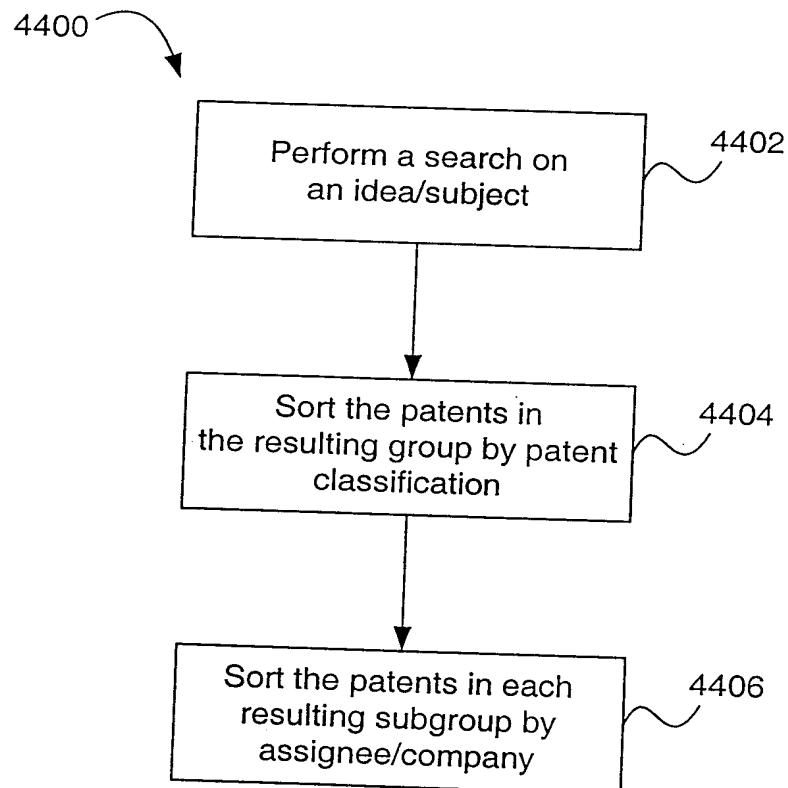 4400
Perform a search on
an idea/subject
4402
Sort the patents in
the resulting group by patent
classification
4404
Sort the patents in each
resulting subgroup by
assignee/company
4406